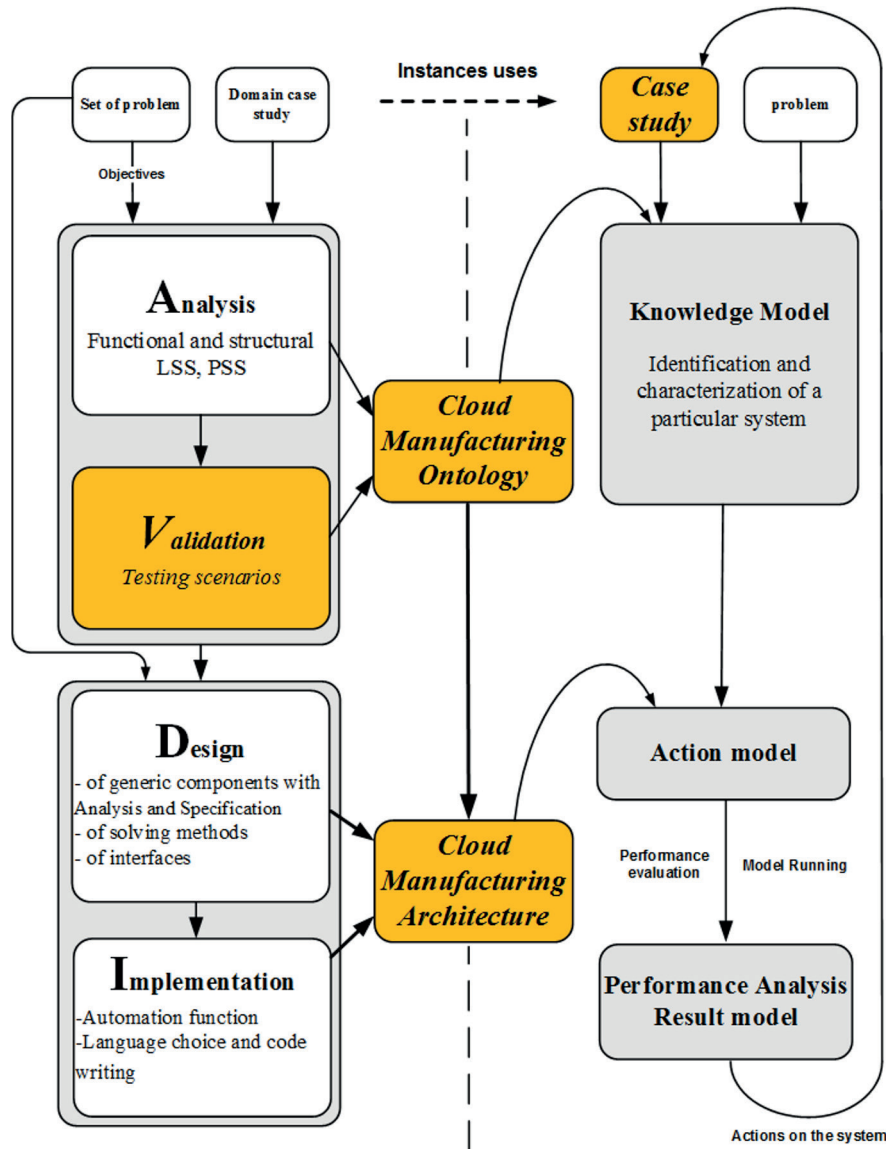 Instances uses
Set of problem
Domain case
study
Case
study
problem
Objectives
Analysis
Functional and structural
LSS, PSS
Validation
Testing scenarios
Cloud
Manufacturing
Ontology
Knowledge Model
Identification and
characterization of a
particular system
Design
- of generic components with
Analysis and Specification
- of solving methods
- of interfaces
Implementation
-Automation function
-Language choice and code
writing
Cloud
Manufacturing
Architecture
Action model
Performance
evaluation
Model Running
Performance Analysis
Result model
Actions on the system